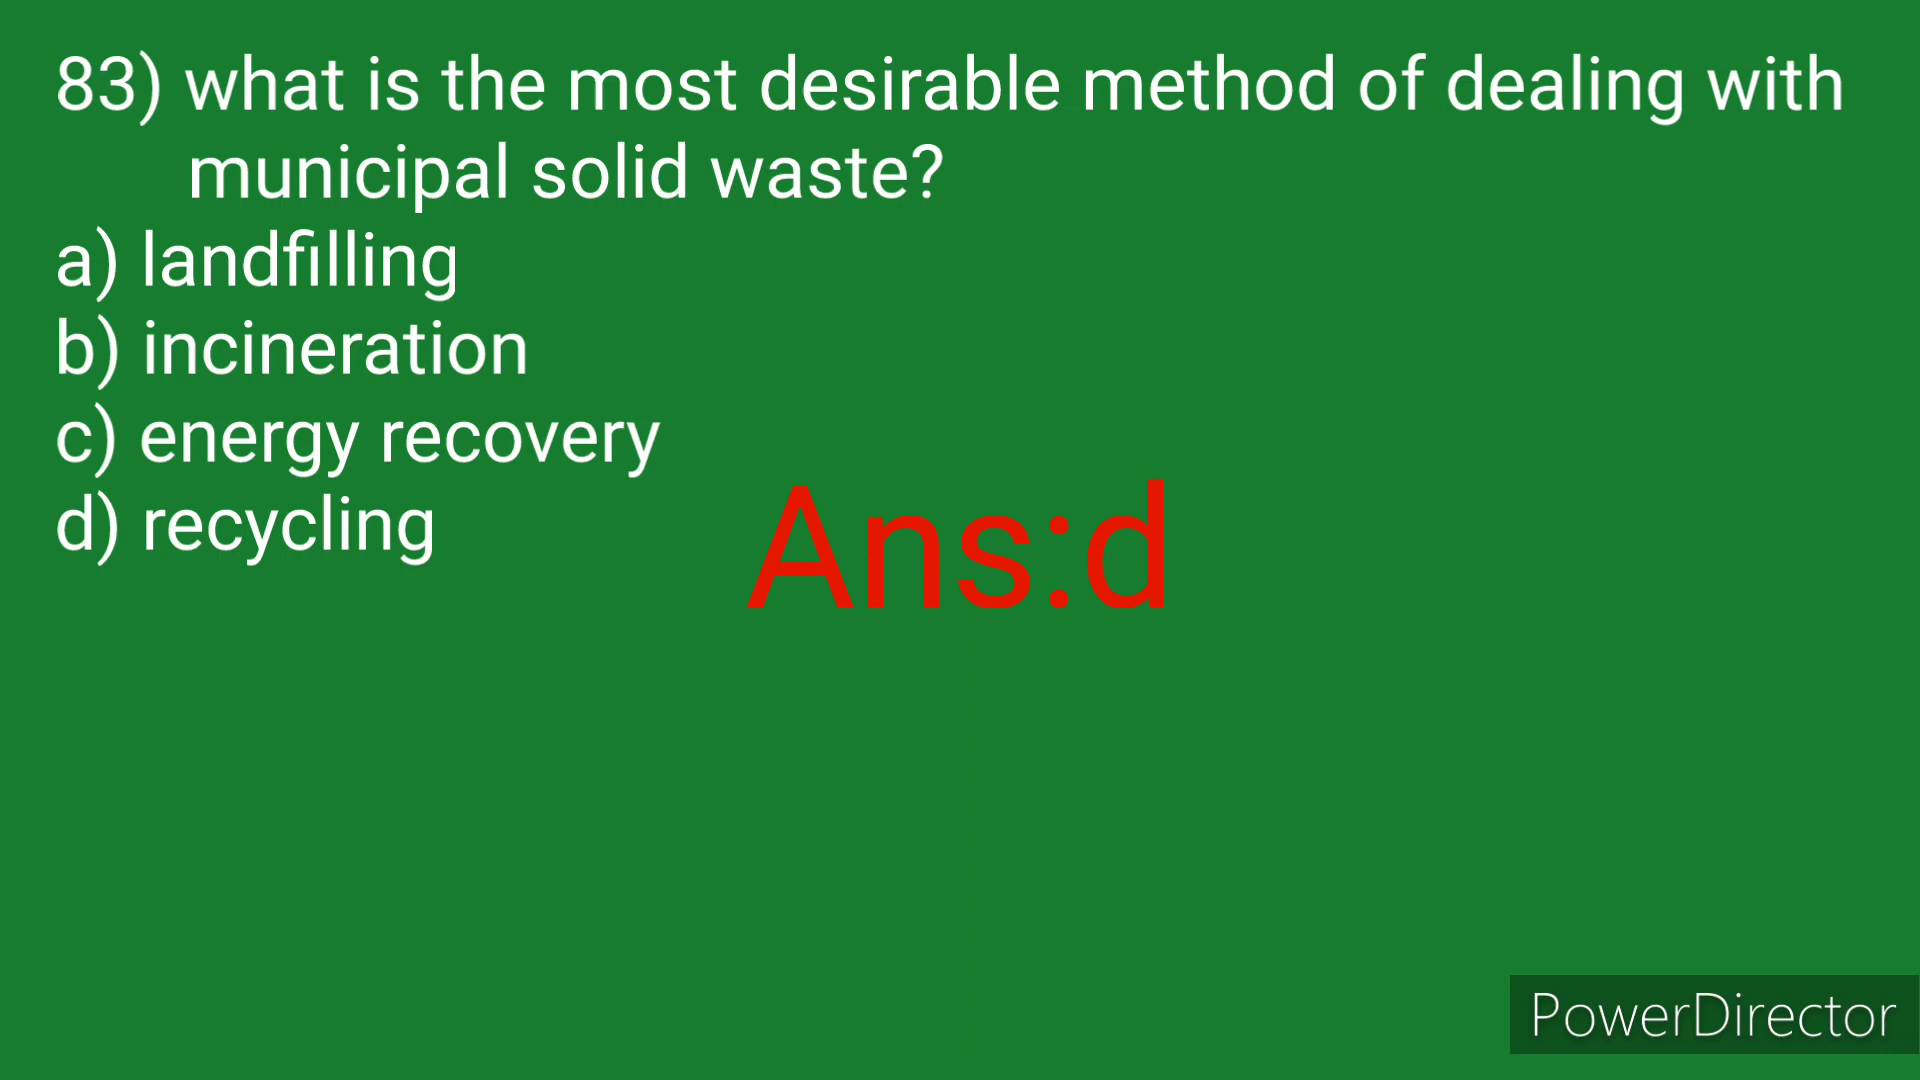 83) what is the most desirable method of dealing with
municipal solid waste?
a) landfilling
b) incineration
c) energy recovery
d) recycling
Ans:d
PowerDirector